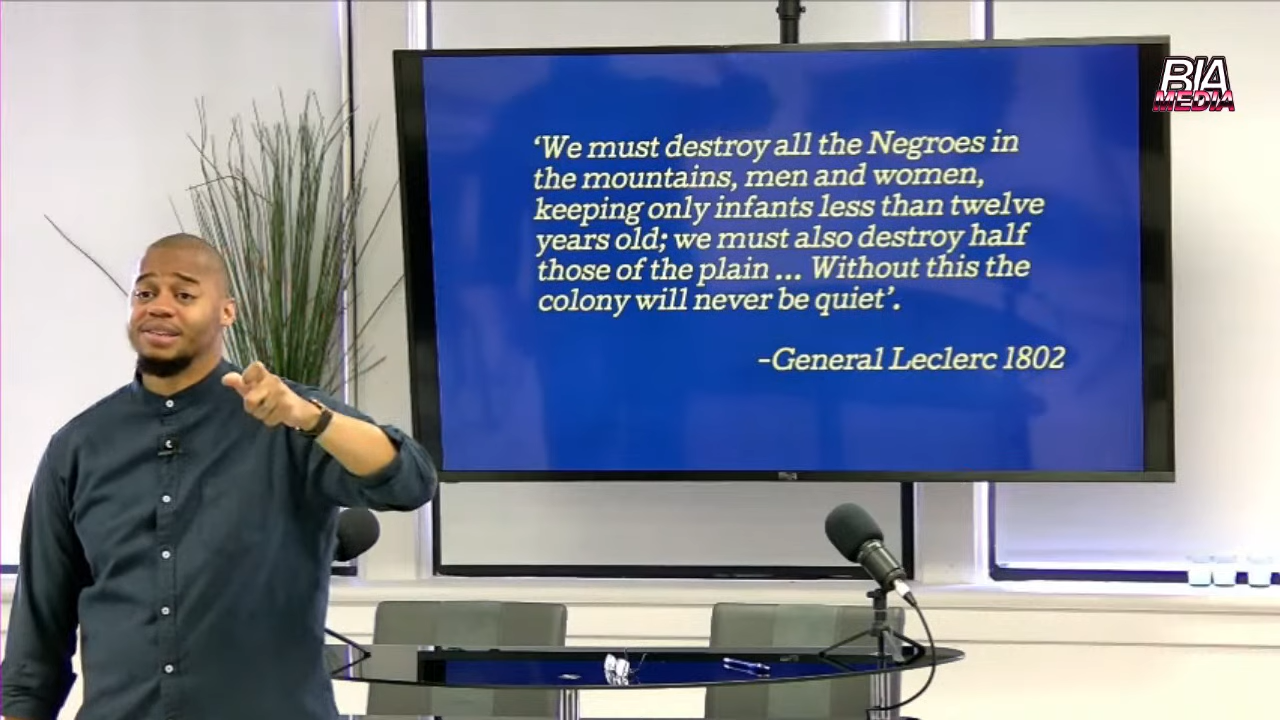 BIA
MEDIA
‘We must destroy all the Negroes in
the mountains, men and women,
keeping only infants less than twelve
years old; we must also destroy half
those of the plain ... Without this the
colony will never be quiet’.
-General Leclerc 1802